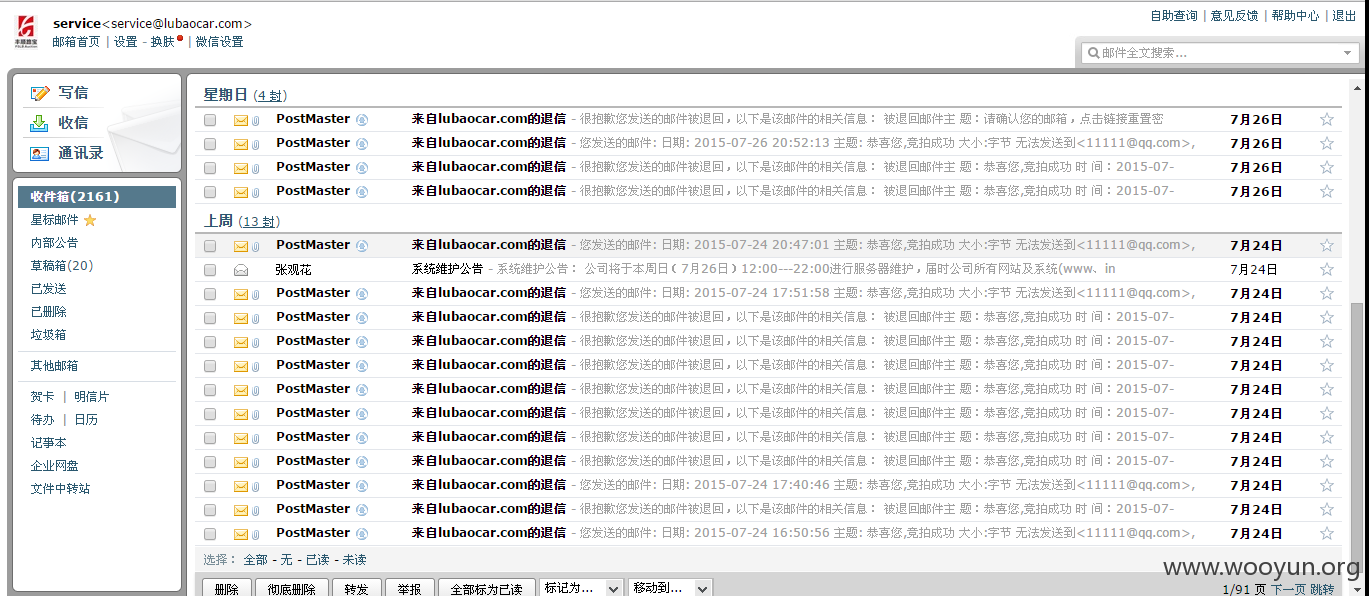 service<service@lubaocar.com>
邮箱首页 | 设置 - 换肤 | 微信设置
自助查询 | 意见反馈 | 帮助中心 | 退出
邮件全文搜索...
写信
收信
通讯录
收件箱(2161)
星标邮件
内部公告
草稿箱(20)
已发送
已删除
垃圾箱
其他邮箱
贺卡 | 明信片
待办 | 日历
记事本
企业网盘
文件中转站
星期日 (4 封)
PostMaster 来自lubaocar.com的退信 - 很抱歉您发送的邮件被退回，以下是该邮件的相关信息： 被退回邮件主 题：请确认您的邮箱，点击链接重置密 7月26日
PostMaster 来自lubaocar.com的退信 - 您发送的邮件: 日期: 2015-07-26 20:52:13 主题: 恭喜您,竞拍成功 大小:字节 无法发送到<11111@qq.com>, 7月26日
PostMaster 来自lubaocar.com的退信 - 很抱歉您发送的邮件被退回，以下是该邮件的相关信息： 被退回邮件主 题：恭喜您,竞拍成功 时 间：2015-07- 7月26日
PostMaster 来自lubaocar.com的退信 - 很抱歉您发送的邮件被退回，以下是该邮件的相关信息： 被退回邮件主 题：恭喜您,竞拍成功 时 间：2015-07- 7月26日
上周 (13 封)
PostMaster 来自lubaocar.com的退信 - 您发送的邮件: 日期: 2015-07-24 20:47:01 主题: 恭喜您,竞拍成功 大小:字节 无法发送到<11111@qq.com>, 7月24日
张观花 系统维护公告 - 系统维护公告： 公司将于本周日（7月26日）12:00---22:00进行服务器维护，届时公司所有网站及系统(www、in 7月24日
PostMaster 来自lubaocar.com的退信 - 您发送的邮件: 日期: 2015-07-24 17:51:58 主题: 恭喜您,竞拍成功 大小:字节 无法发送到<11111@qq.com>, 7月24日
PostMaster 来自lubaocar.com的退信 - 很抱歉您发送的邮件被退回，以下是该邮件的相关信息： 被退回邮件主 题：恭喜您,竞拍成功 时 间：2015-07- 7月24日
PostMaster 来自lubaocar.com的退信 - 很抱歉您发送的邮件被退回，以下是该邮件的相关信息： 被退回邮件主 题：恭喜您,竞拍成功 时 间：2015-07- 7月24日
PostMaster 来自lubaocar.com的退信 - 很抱歉您发送的邮件被退回，以下是该邮件的相关信息： 被退回邮件主 题：恭喜您,竞拍成功 时 间：2015-07- 7月24日
PostMaster 来自lubaocar.com的退信 - 很抱歉您发送的邮件被退回，以下是该邮件的相关信息： 被退回邮件主 题：恭喜您,竞拍成功 时 间：2015-07- 7月24日
PostMaster 来自lubaocar.com的退信 - 很抱歉您发送的邮件被退回，以下是该邮件的相关信息： 被退回邮件主 题：恭喜您,竞拍成功 时 间：2015-07- 7月24日
PostMaster 来自lubaocar.com的退信 - 很抱歉您发送的邮件被退回，以下是该邮件的相关信息： 被退回邮件主 题：恭喜您,竞拍成功 时 间：2015-07- 7月24日
PostMaster 来自lubaocar.com的退信 - 很抱歉您发送的邮件被退回，以下是该邮件的相关信息： 被退回邮件主 题：恭喜您,竞拍成功 时 间：2015-07- 7月24日
PostMaster 来自lubaocar.com的退信 - 您发送的邮件: 日期: 2015-07-24 17:40:46 主题: 恭喜您,竞拍成功 大小:字节 无法发送到<11111@qq.com>, 7月24日
PostMaster 来自lubaocar.com的退信 - 很抱歉您发送的邮件被退回，以下是该邮件的相关信息： 被退回邮件主 题：恭喜您,竞拍成功 时 间：2015-07- 7月24日
PostMaster 来自lubaocar.com的退信 - 您发送的邮件: 日期: 2015-07-24 16:50:56 主题: 恭喜您,竞拍成功 大小:字节 无法发送到<11111@qq.com>, 7月24日
选择： 全部 - 无 - 已读 - 未读
删除 彻底删除 转发 举报 全部标为已读 标记为... 移动到...
1/91 页 下一页 跳转
www.wooyun.org